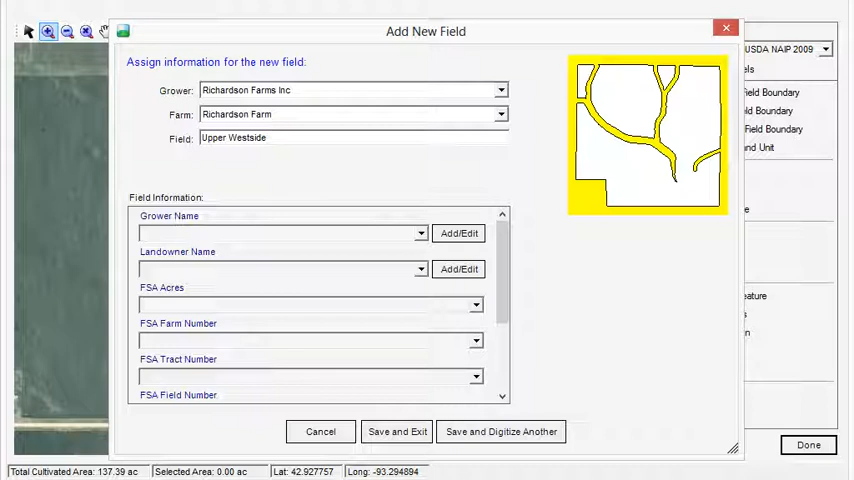 Add New Field
Assign information for the new field:
USDA NAIP 2009
Grower: Richardson Farms Inc
Farm: Richardson Farm
Field: Upper Westside
Field Information:
Grower Name
Add/Edit
Landowner Name
Add/Edit
FSA Acres
FSA Farm Number
FSA Tract Number
FSA Field Number
Cancel
Save and Exit
Save and Digitize Another
els
ield Boundary
ld Boundary
Field Boundary
nd Unit
e
eature
s
n
Done
Total Cultivated Area: 137.39 ac
Selected Area: 0.00 ac
Lat: 42.927757
Long: -93.294894